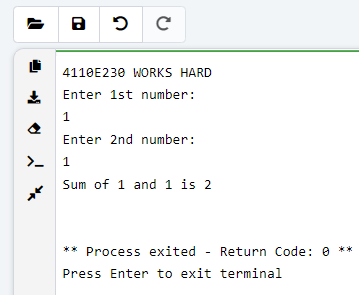 4110E230 WORKS HARD
Enter 1st number:
1
Enter 2nd number:
1
Sum of 1 and 1 is 2
** Process exited - Return Code: 0 **
Press Enter to exit terminal